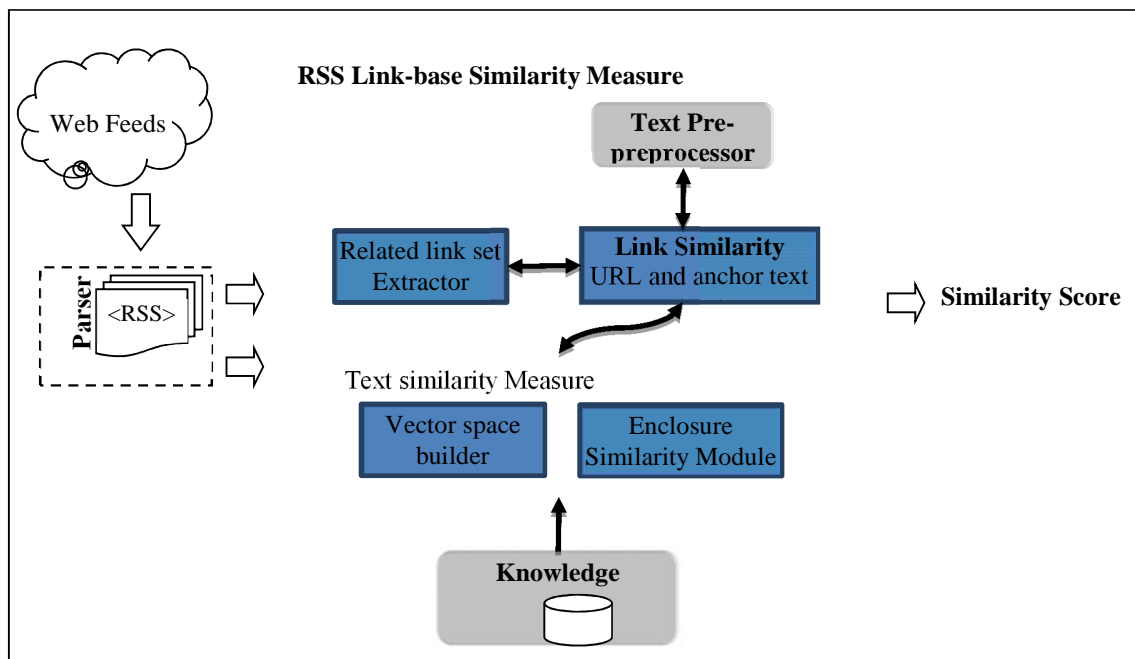 RSS Link-base Similarity Measure
Web Feeds
Text Pre-
preprocessor
Related link set
Extractor
Link Similarity
URL and anchor text
Parser
<RSS>
Similarity Score
Text similarity Measure
Vector space
builder
Enclosure
Similarity Module
Knowledge